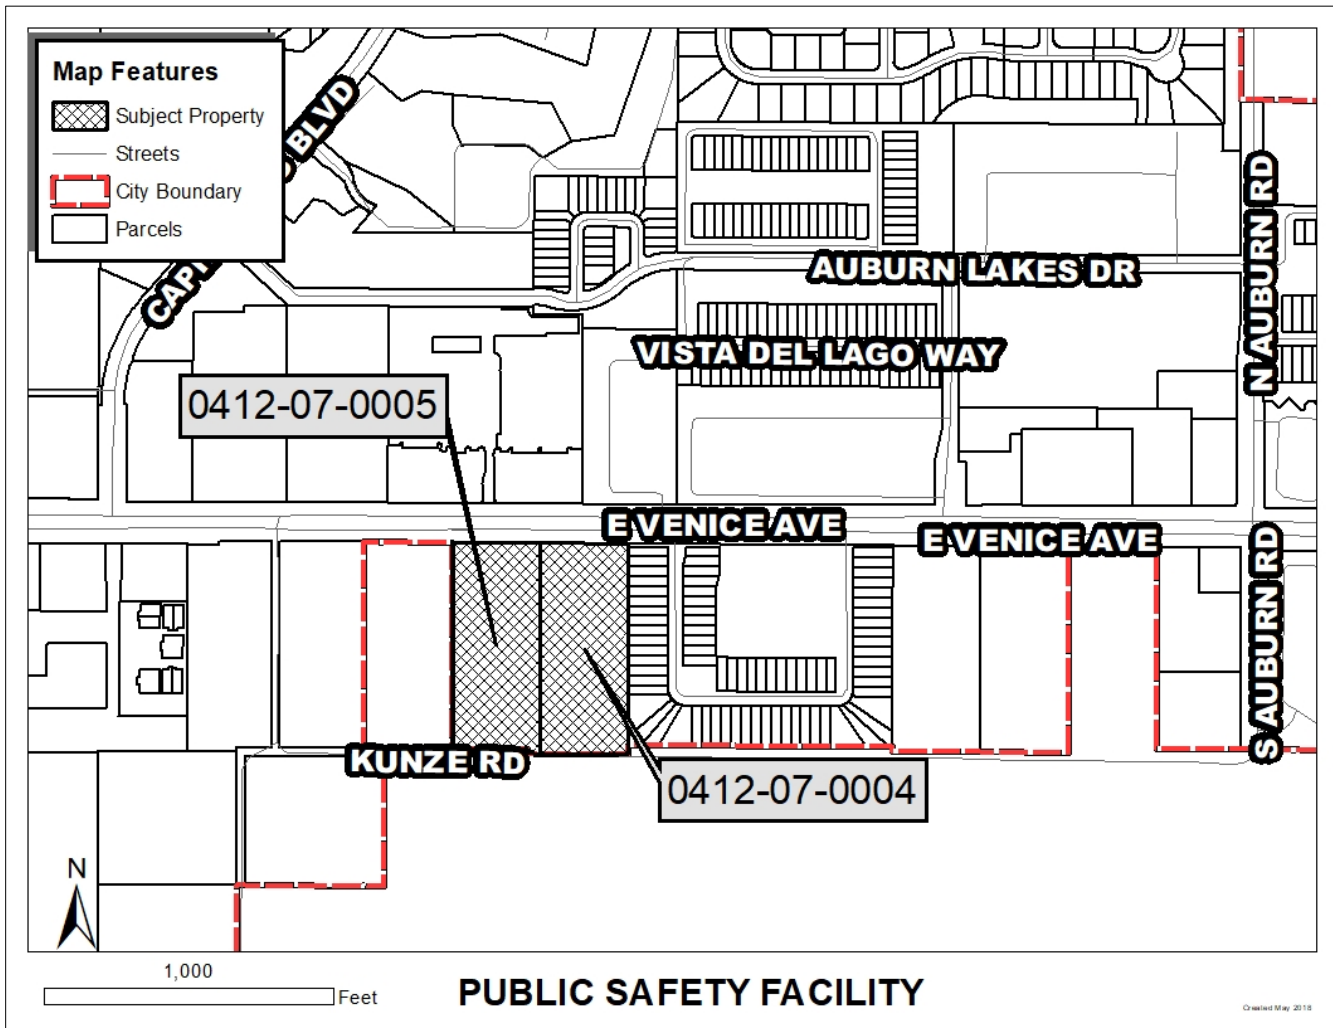 Map Features
Subject Property
Streets
City Boundary
Parcels
BLVD
N AUBURN RD
AUBURN LAKES DR
VISTA DEL LAGO WAY
0412-07-0005
E VENICE AVE
E VENICE AVE
S AUBURN RD
KUNZE RD
0412-07-0004
N
1,000
Feet
PUBLIC SAFETY FACILITY
Created May 2018